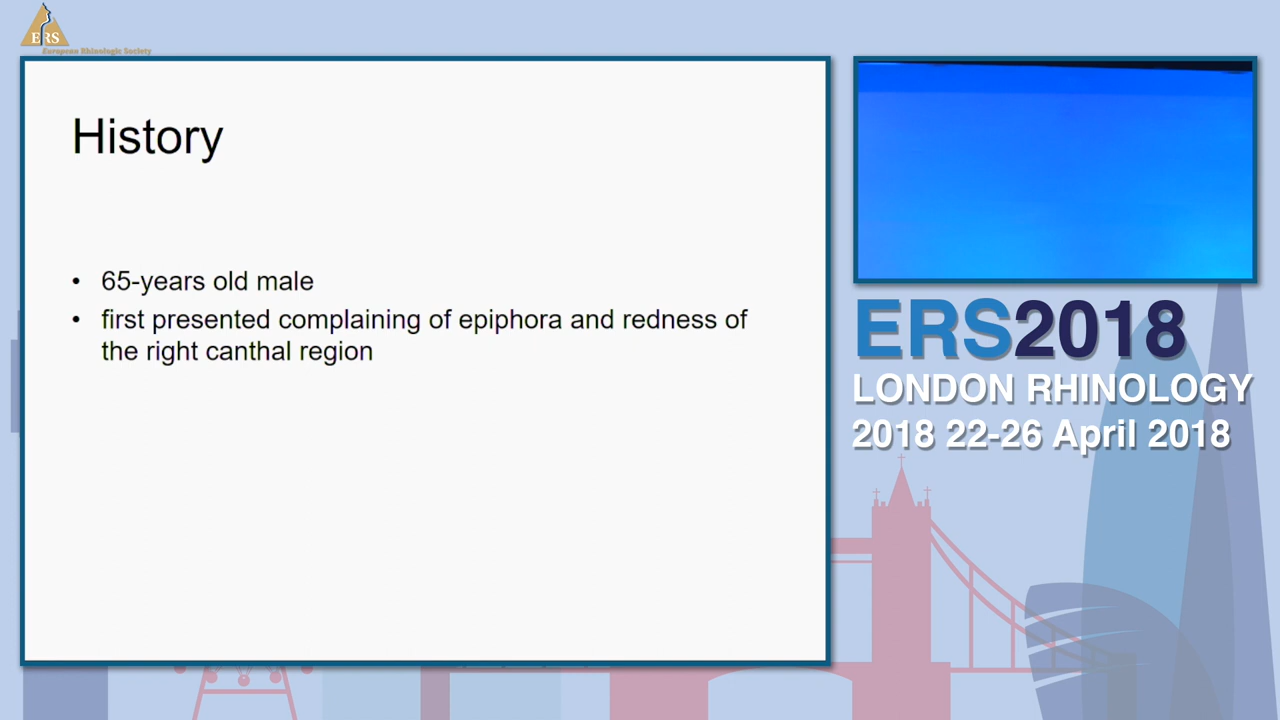 ERS
European Rhinologic Society
History
• 65-years old male
• first presented complaining of epiphora and redness of
the right canthal region
ERS2018
LONDON RHINOLOGY
2018 22-26 April 2018